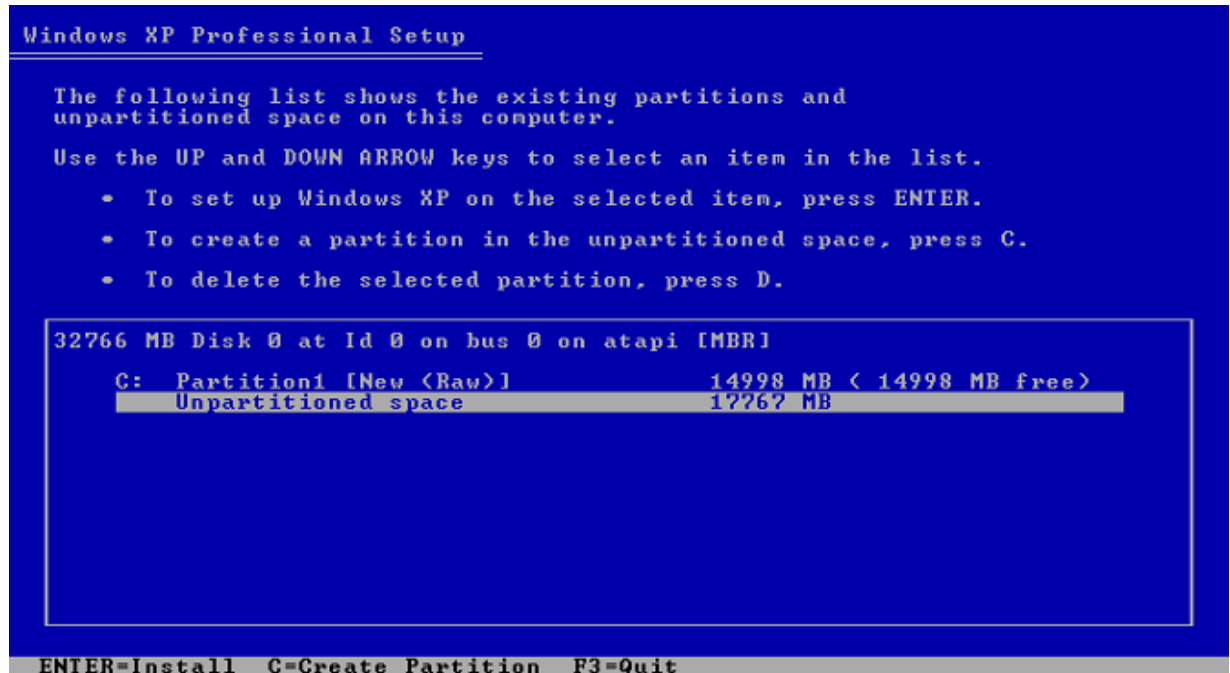 Windows XP Professional Setup
The following list shows the existing partitions and
unpartitioned space on this computer.
Use the UP and DOWN ARROW keys to select an item in the list.
• To set up Windows XP on the selected item, press ENTER.
• To create a partition in the unpartitioned space, press C.
• To delete the selected partition, press D.
32766 MB Disk 0 at Id 0 on bus 0 on atapi [MBR]
C: Partition1 [New (Raw)] 14998 MB ( 14998 MB free)
Unpartitioned space 17767 MB
ENTER=Install C=Create Partition F3=Quit